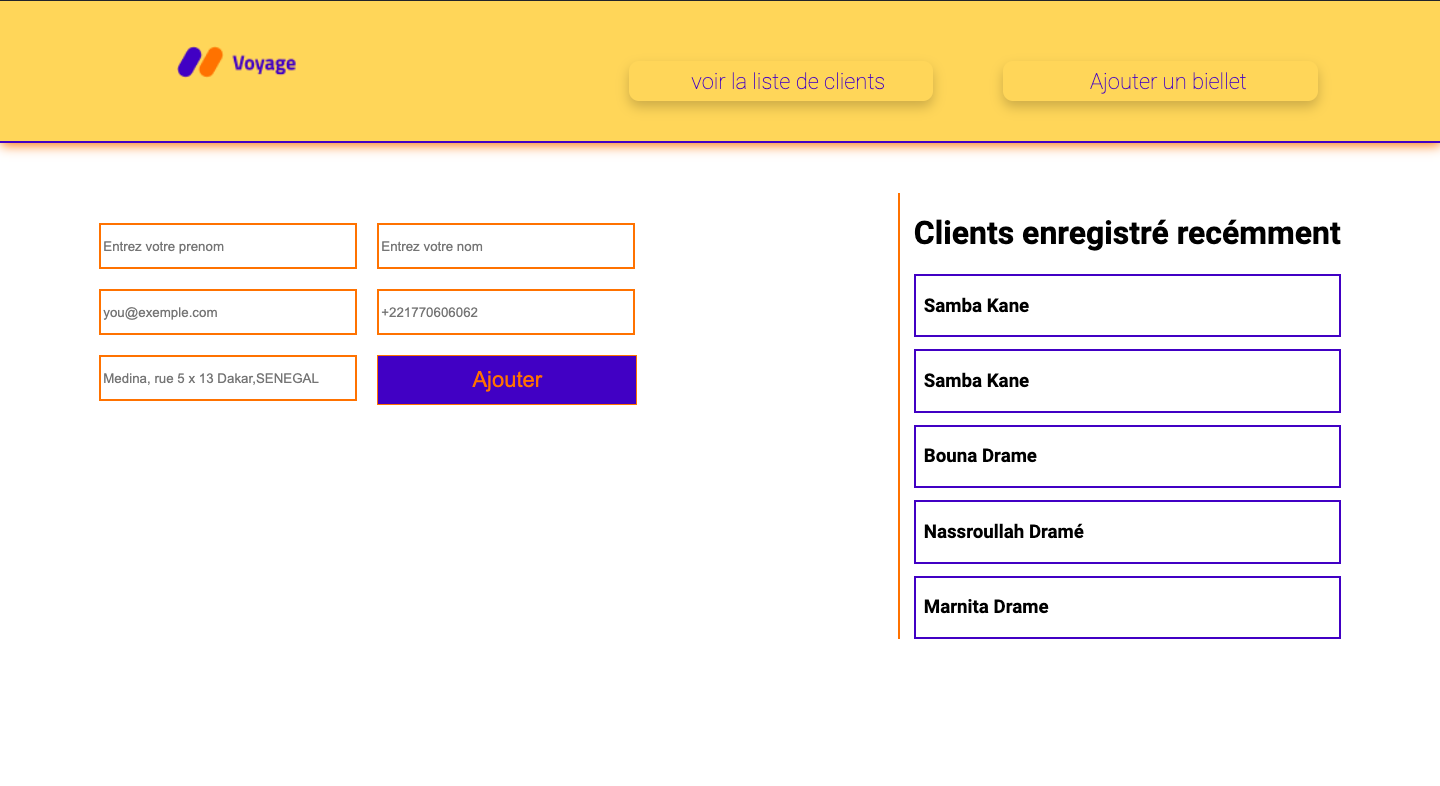 Voyage
voir la liste de clients
Ajouter un biellet
Entrez votre prenom
Entrez votre nom
you@exemple.com
+221770606062
Medina, rue 5 x 13 Dakar,SENEGAL
Ajouter
Clients enregistré recémment
Samba Kane
Samba Kane
Bouna Drame
Nassroullah Dramé
Marnita Drame